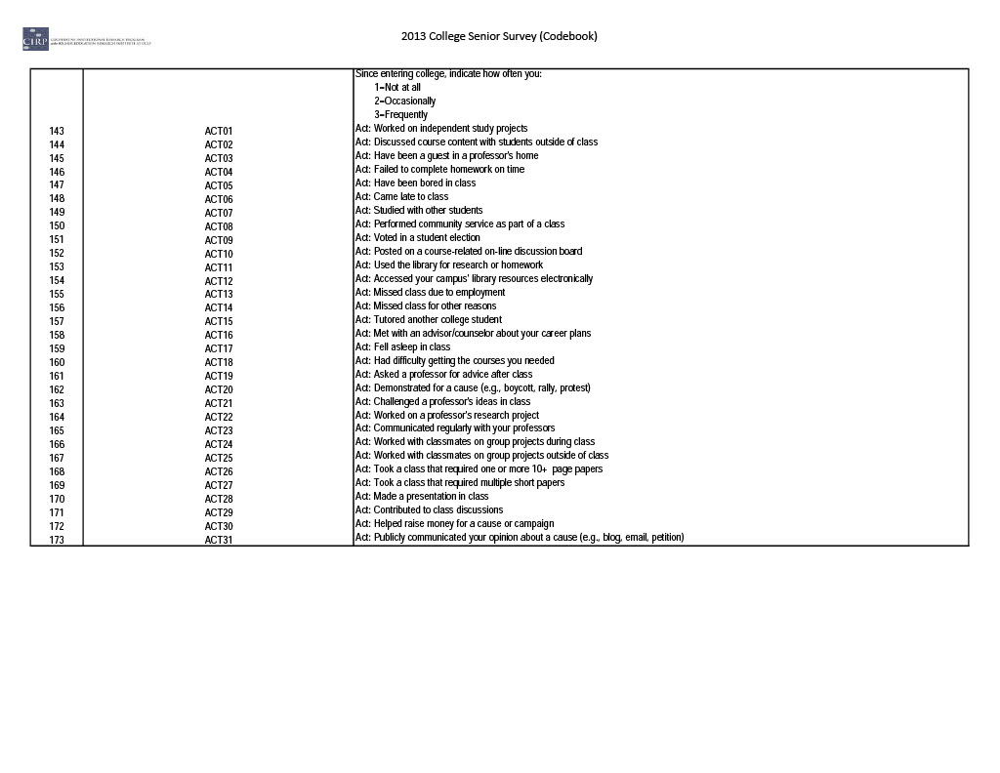 CIRP COOPERATIVE INSTITUTIONAL RESEARCH PROGRAM
at the HIGHER EDUCATION RESEARCH INSTITUTE AT UCLA
2013 College Senior Survey (Codebook)
Since entering college, indicate how often you:
1=Not at all
2=Occasionally
3=Frequently
143 ACT01 Act: Worked on independent study projects
144 ACT02 Act: Discussed course content with students outside of class
145 ACT03 Act: Have been a guest in a professor's home
146 ACT04 Act: Failed to complete homework on time
147 ACT05 Act: Have been bored in class
148 ACT06 Act: Came late to class
149 ACT07 Act: Studied with other students
150 ACT08 Act: Performed community service as part of a class
151 ACT09 Act: Voted in a student election
152 ACT10 Act: Posted on a course-related on-line discussion board
153 ACT11 Act: Used the library for research or homework
154 ACT12 Act: Accessed your campus' library resources electronically
155 ACT13 Act: Missed class due to employment
156 ACT14 Act: Missed class for other reasons
157 ACT15 Act: Tutored another college student
158 ACT16 Act: Met with an advisor/counselor about your career plans
159 ACT17 Act: Fell asleep in class
160 ACT18 Act: Had difficulty getting the courses you needed
161 ACT19 Act: Asked a professor for advice after class
162 ACT20 Act: Demonstrated for a cause (e.g., boycott, rally, protest)
163 ACT21 Act: Challenged a professor's ideas in class
164 ACT22 Act: Worked on a professor's research project
165 ACT23 Act: Communicated regularly with your professors
166 ACT24 Act: Worked with classmates on group projects during class
167 ACT25 Act: Worked with classmates on group projects outside of class
168 ACT26 Act: Took a class that required one or more 10+ page papers
169 ACT27 Act: Took a class that required multiple short papers
170 ACT28 Act: Made a presentation in class
171 ACT29 Act: Contributed to class discussions
172 ACT30 Act: Helped raise money for a cause or campaign
173 ACT31 Act: Publicly communicated your opinion about a cause (e.g., blog, email, petition)